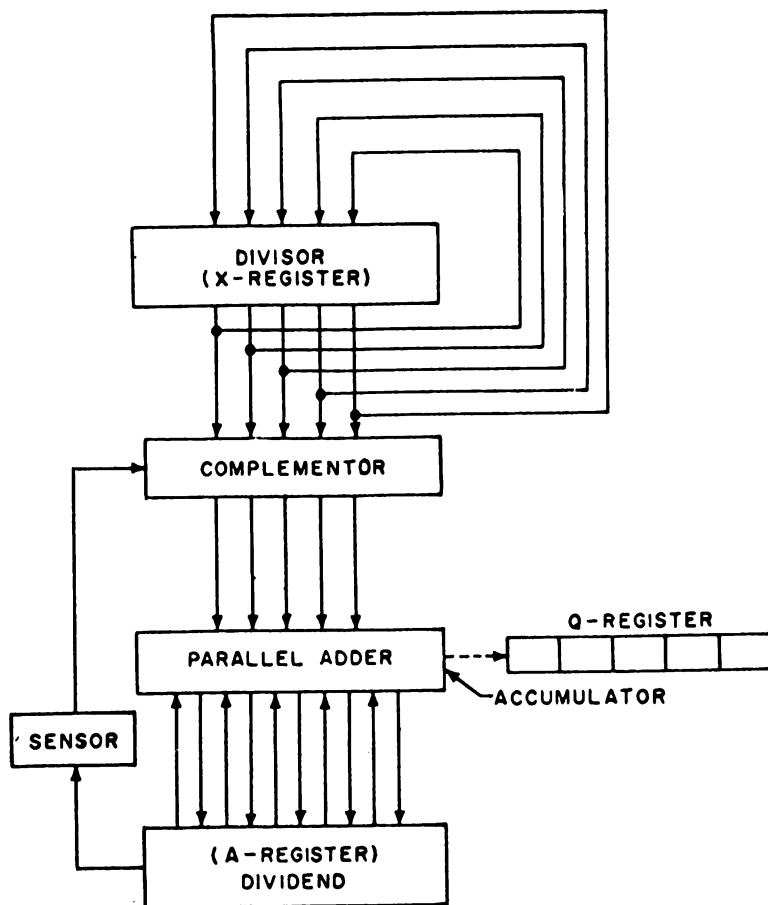 DIVISOR
(X-REGISTER)
COMPLEMENTOR
Q-REGISTER
PARALLEL ADDER
ACCUMULATOR
SENSOR
(A-REGISTER)
DIVIDEND